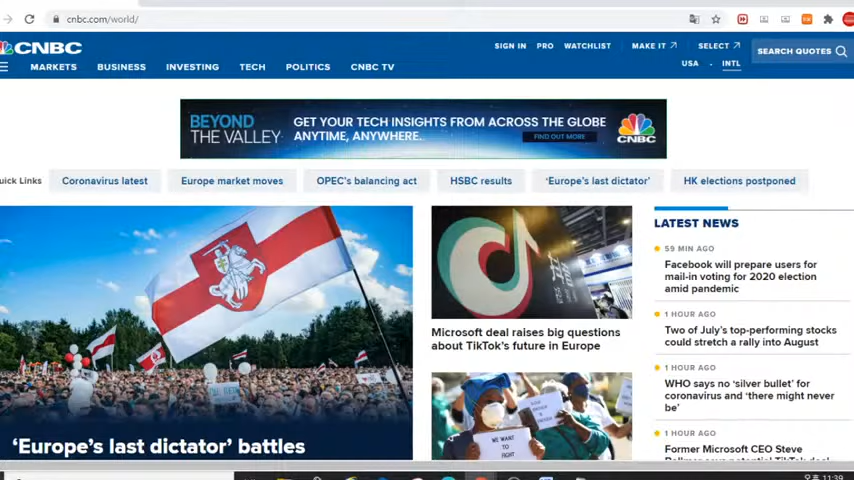 cnbc.com/world/
CNBC
SIGN IN PRO WATCHLIST MAKE IT SELECT
USA - INTL
SEARCH QUOTES
MARKETS BUSINESS INVESTING TECH POLITICS CNBC TV
BEYOND
THE VALLEY
GET YOUR TECH INSIGHTS FROM ACROSS THE GLOBE
ANYTIME, ANYWHERE.
FIND OUT MORE
CNBC
uick Links Coronavirus latest Europe market moves OPEC's balancing act HSBC results 'Europe's last dictator' HK elections postponed
'Europe's last dictator' battles
Microsoft deal raises big questions
about TikTok's future in Europe
WE WANT
TO
FIGHT
LATEST NEWS
59 MIN AGO
Facebook will prepare users for
mail-in voting for 2020 election
amid pandemic
1 HOUR AGO
Two of July's top-performing stocks
could stretch a rally into August
1 HOUR AGO
WHO says no 'silver bullet' for
coronavirus and 'there might never
be'
1 HOUR AGO
Former Microsoft CEO Steve
오후 11:39